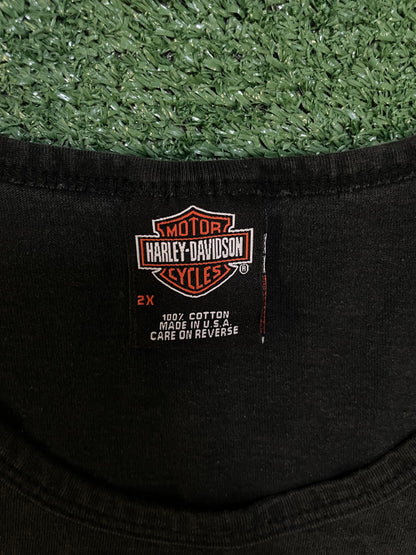 MOTOR
HARLEY-DAVIDSON
CYCLES
®
2X
100% COTTON
MADE IN U.S.A.
CARE ON REVERSE